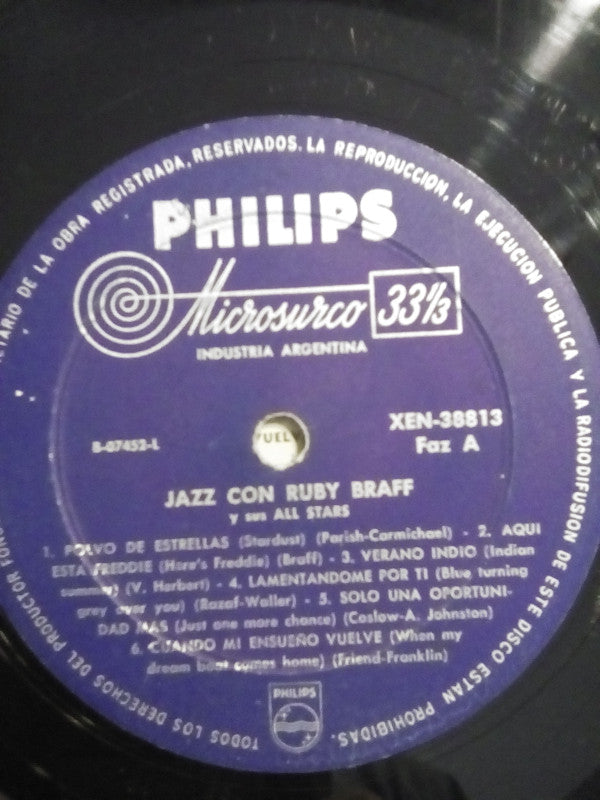 TODOS LOS DERECHOS DEL PRODUCTOR FONO
ETARIO DE LA OBRA REGISTRADA, RESERVADOS. LA REPRODUCCION, LA EJECUCION PUBLICA Y LA RADIODIFUSION DE ESTE DISCO ESTAN PROHIBIDAS.
PHILIPS
Microsurco 33⅓
INDUSTRIA ARGENTINA
B-07452-L
YUEL
XEN-38813
Faz A
JAZZ CON RUBY BRAFF
y sus ALL STARS
1. POLVO DE ESTRELLAS (Stardust) (Parish-Carmichael) - 2. AQUI
ESTA FREDDIE (Here's Freddie) (Braff) - 3. VERANO INDIO (Indian
summer) (V. Herbert) - 4. LAMENTANDOME POR TI (Blue turning
grey over you) (Razaf-Waller) - 5. SOLO UNA OPORTUNI-
DAD MAS (Just one more chance) (Coslow-A. Johnston)
6. CUANDO MI ENSUEÑO VUELVE (When my
dream boat comes home) (Friend-Franklin)
PHILIPS